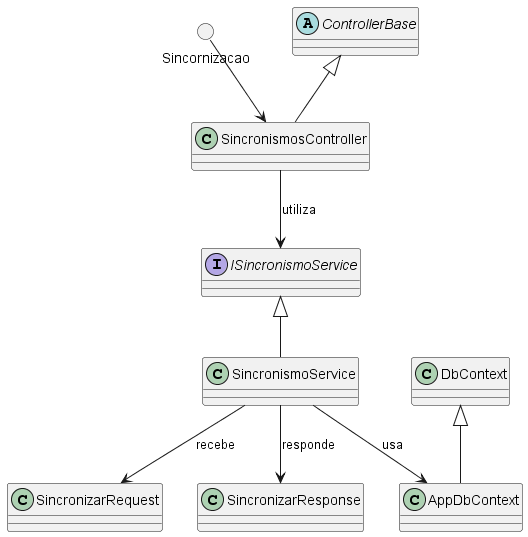 A ControllerBase
Sincornizacao
C SincronismosController
utiliza
I ISincronismoService
C SincronismoService
C DbContext
recebe
responde
usa
C SincronizarRequest
C SincronizarResponse
C AppDbContext